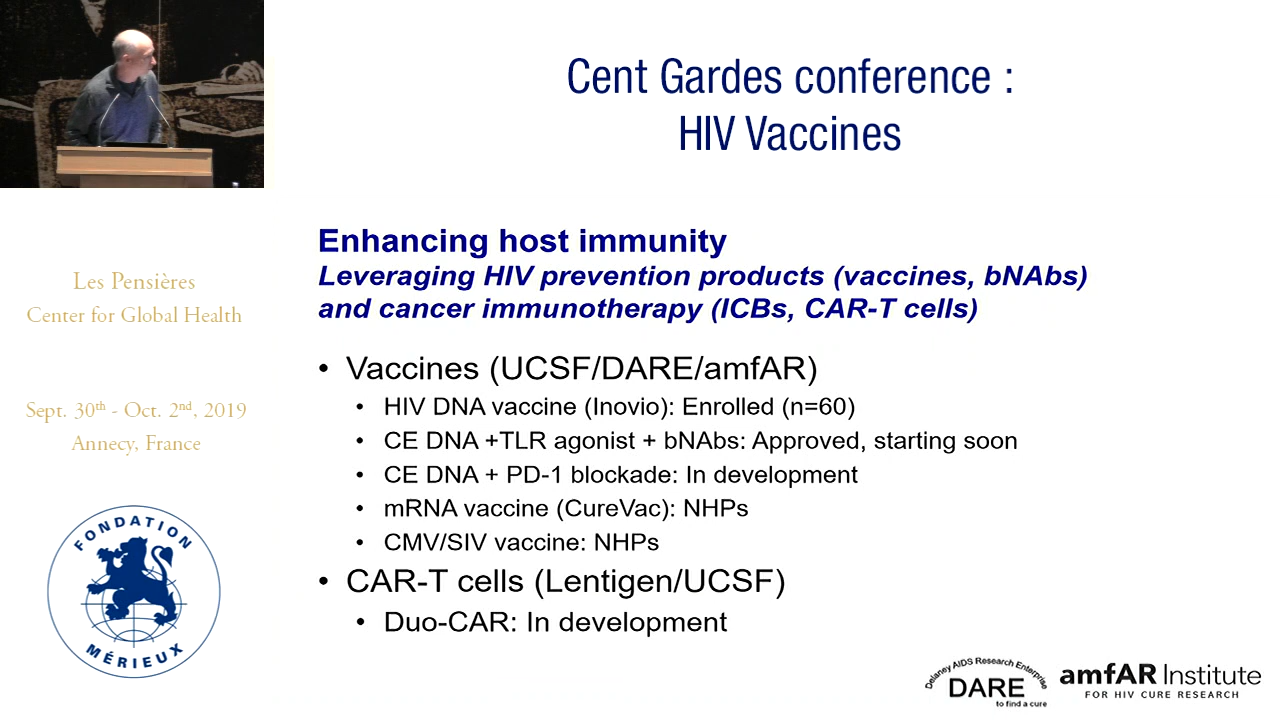 Cent Gardes conference :
HIV Vaccines
Les Pensières
Center for Global Health
Sept. 30th - Oct. 2nd, 2019
Annecy, France
FONDATION
MÉRIEUX
Enhancing host immunity
Leveraging HIV prevention products (vaccines, bNAbs)
and cancer immunotherapy (ICBs, CAR-T cells)
• Vaccines (UCSF/DARE/amfAR)
• HIV DNA vaccine (Inovio): Enrolled (n=60)
• CE DNA +TLR agonist + bNAbs: Approved, starting soon
• CE DNA + PD-1 blockade: In development
• mRNA vaccine (CureVac): NHPs
• CMV/SIV vaccine: NHPs
• CAR-T cells (Lentigen/UCSF)
• Duo-CAR: In development
Delaney AIDS Research Enterprise
DARE
to find a cure
amfAR Institute
FOR HIV CURE RESEARCH